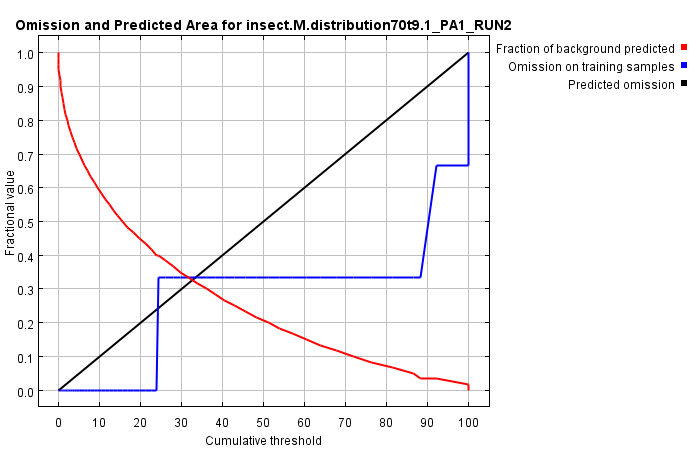 Omission and Predicted Area for insect.M.distribution70t9.1_PA1_RUN2
Fraction of background predicted
Omission on training samples
Predicted omission
Fractional value
1.0
0.9
0.8
0.7
0.6
0.5
0.4
0.3
0.2
0.1
0.0
0 10 20 30 40 50 60 70 80 90 100
Cumulative threshold